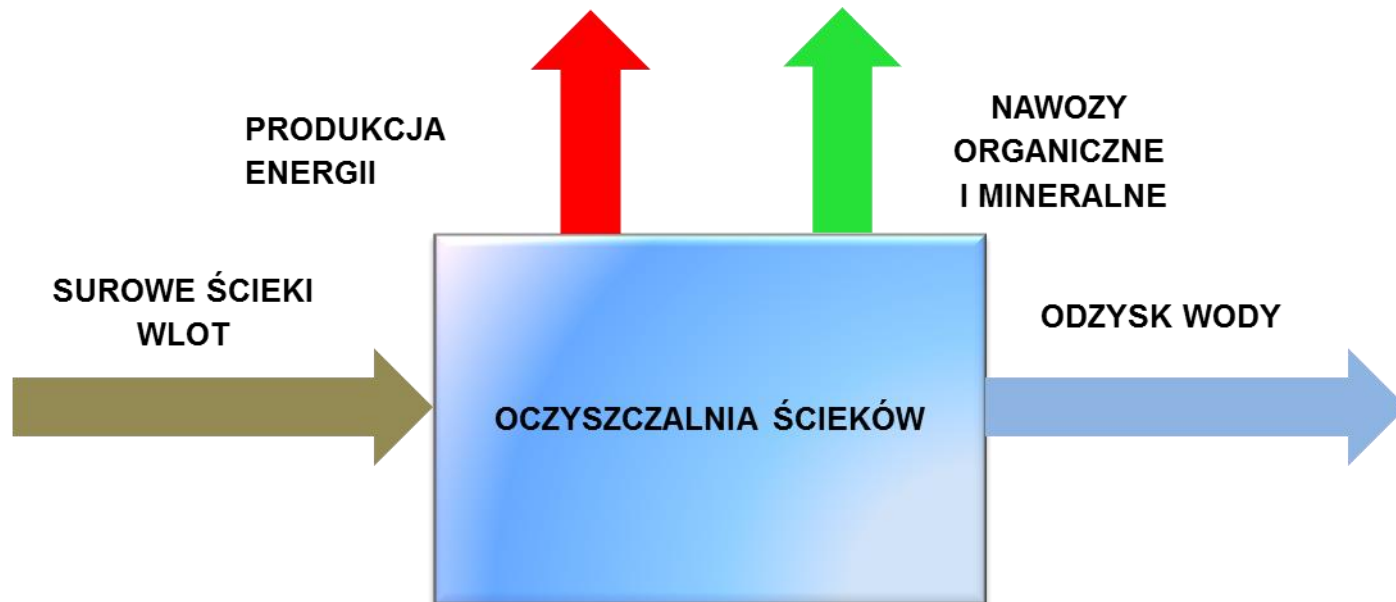 PRODUKCJA
ENERGII
NAWOZY
ORGANICZNE
I MINERALNE
SUROWE ŚCIEKI
WLOT
ODZYSK WODY
OCZYSZCZALNIA ŚCIEKÓW